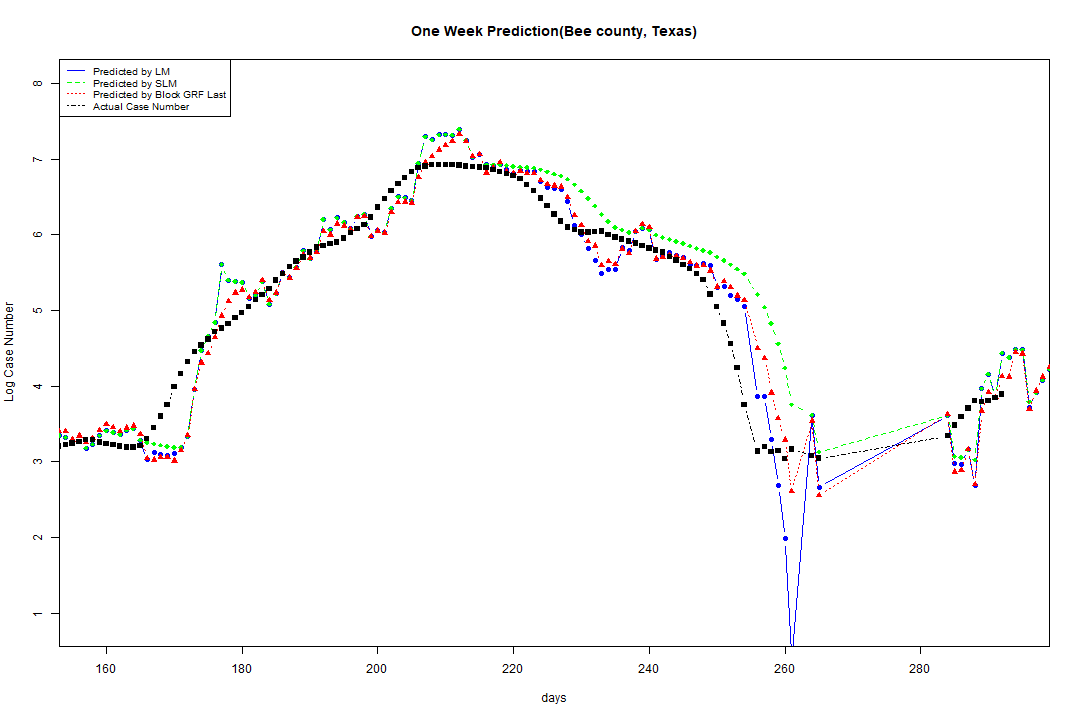 One Week Prediction(Bee county, Texas)
Predicted by LM
Predicted by SLM
Predicted by Block GRF Last
Actual Case Number
8
7
6
5
4
3
2
1
Log Case Number
160 180 200 220 240 260 280
days